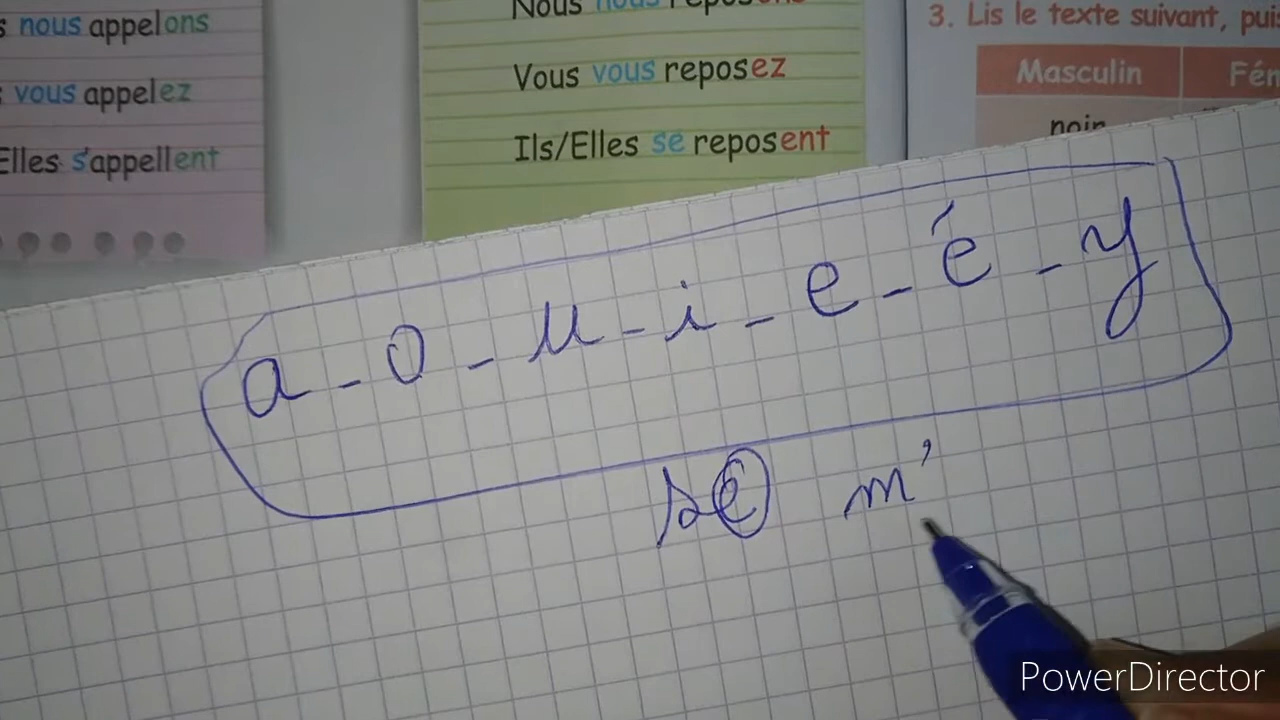 nous appelons
vous appelez
Elles s'appellent
Nous nous reposons
Vous vous reposez
Ils/Elles se reposent
3. Lis le texte suivant, puis
Masculin
Fém
noir
a - o - u - i - e - é - y
se m'
PowerDirector